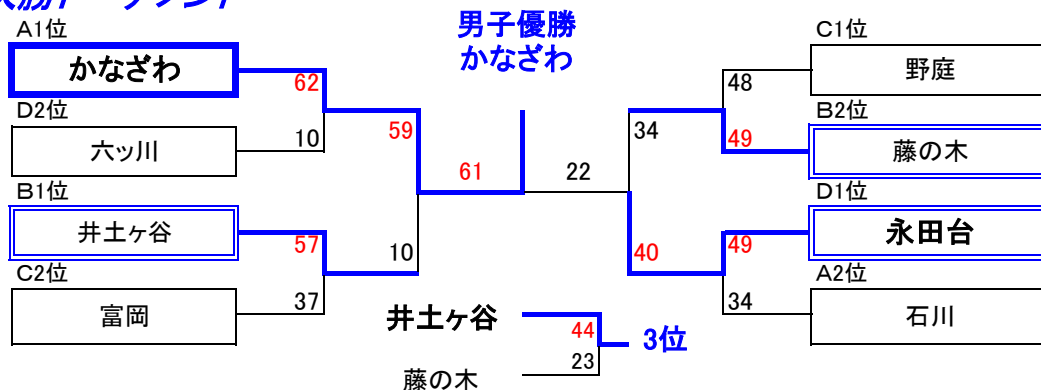 男子優勝
かなざわ
A1位
かなざわ
62
D2位
六ッ川
10
59
B1位
井土ヶ谷
57
C2位
富岡
37
10
61
22
C1位
野庭
48
B2位
藤の木
49
34
D1位
永田台
49
A2位
石川
34
40
井土ヶ谷
44
3位
藤の木
23